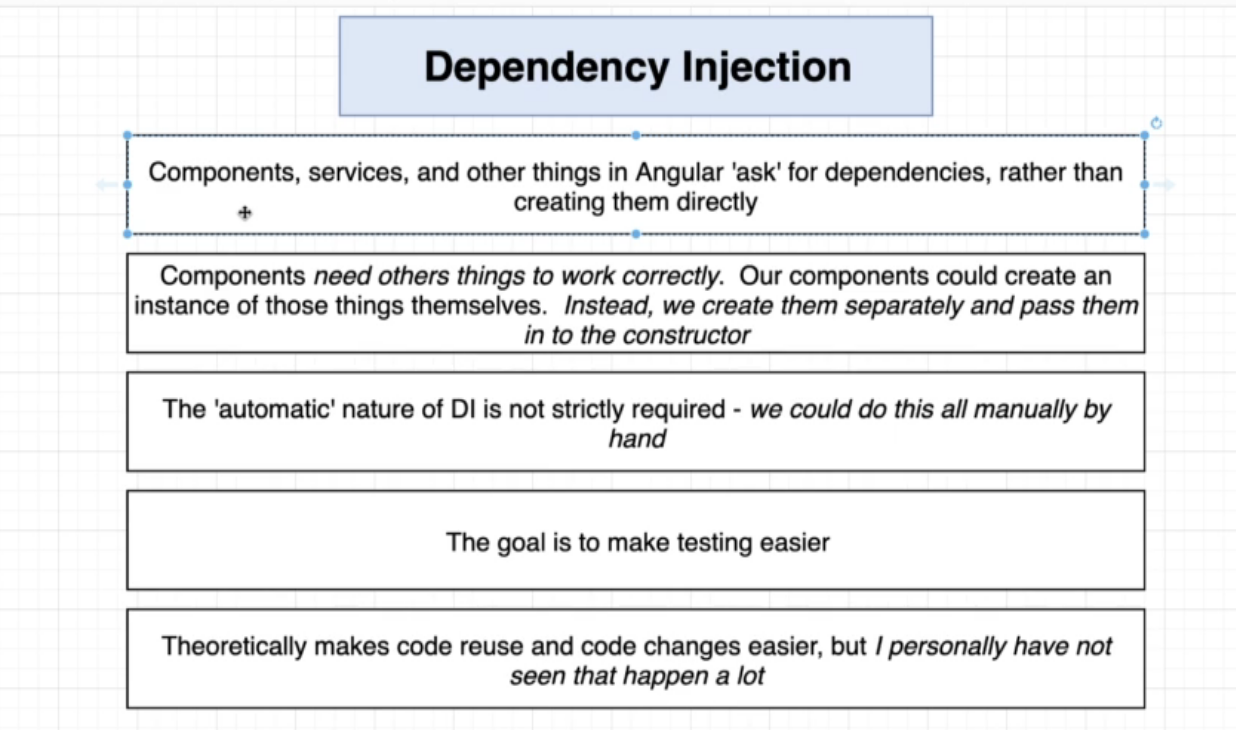 Dependency Injection
Components, services, and other things in Angular 'ask' for dependencies, rather than
creating them directly
Components need others things to work correctly.  Our components could create an
instance of those things themselves.  Instead, we create them separately and pass them
in to the constructor
The 'automatic' nature of DI is not strictly required - we could do this all manually by
hand
The goal is to make testing easier
Theoretically makes code reuse and code changes easier, but I personally have not
seen that happen a lot